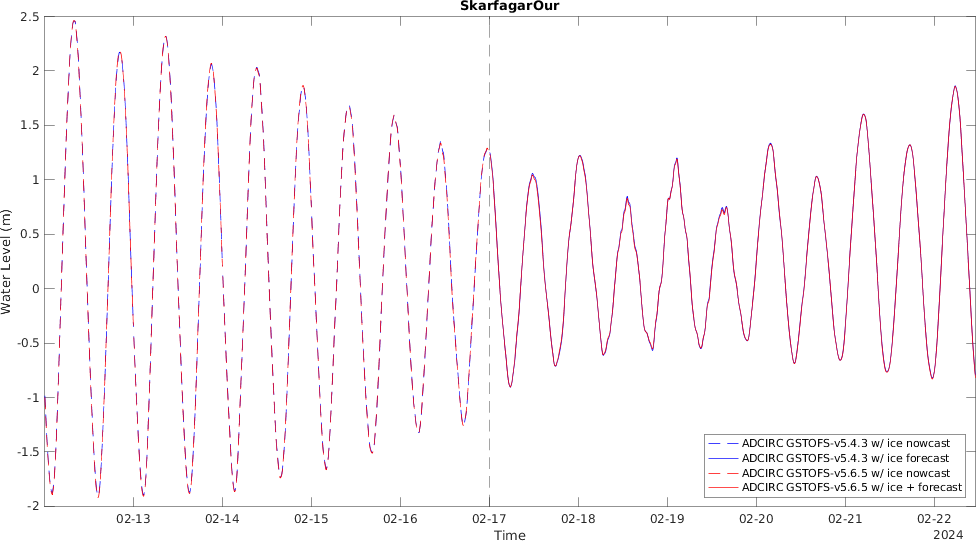 SkarfagarOur
2.5
2
1.5
1
0.5
0
-0.5
-1
-1.5
-2
Water Level (m)
02-13 02-14 02-15 02-16 02-17 02-18 02-19 02-20 02-21 02-22
Time
2024
ADCIRC GSTOFS-v5.4.3 w/ ice nowcast
ADCIRC GSTOFS-v5.4.3 w/ ice forecast
ADCIRC GSTOFS-v5.6.5 w/ ice nowcast
ADCIRC GSTOFS-v5.6.5 w/ ice + forecast